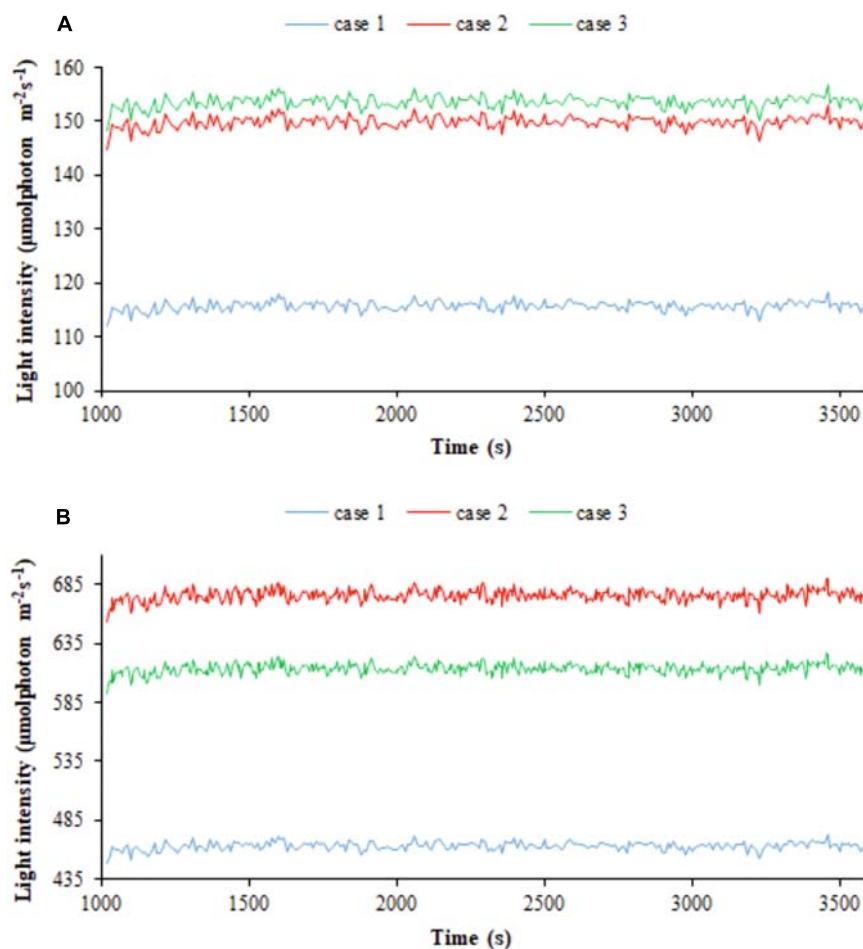 A
case 1 case 2 case 3
Light intensity (µmolphoton m⁻²s⁻¹)
160
150
140
130
120
110
100
1000 1500 2000 2500 3000 3500
Time (s)
B
case 1 case 2 case 3
Light intensity (µmolphoton m⁻²s⁻¹)
685
635
585
535
485
435
1000 1500 2000 2500 3000 3500
Time (s)